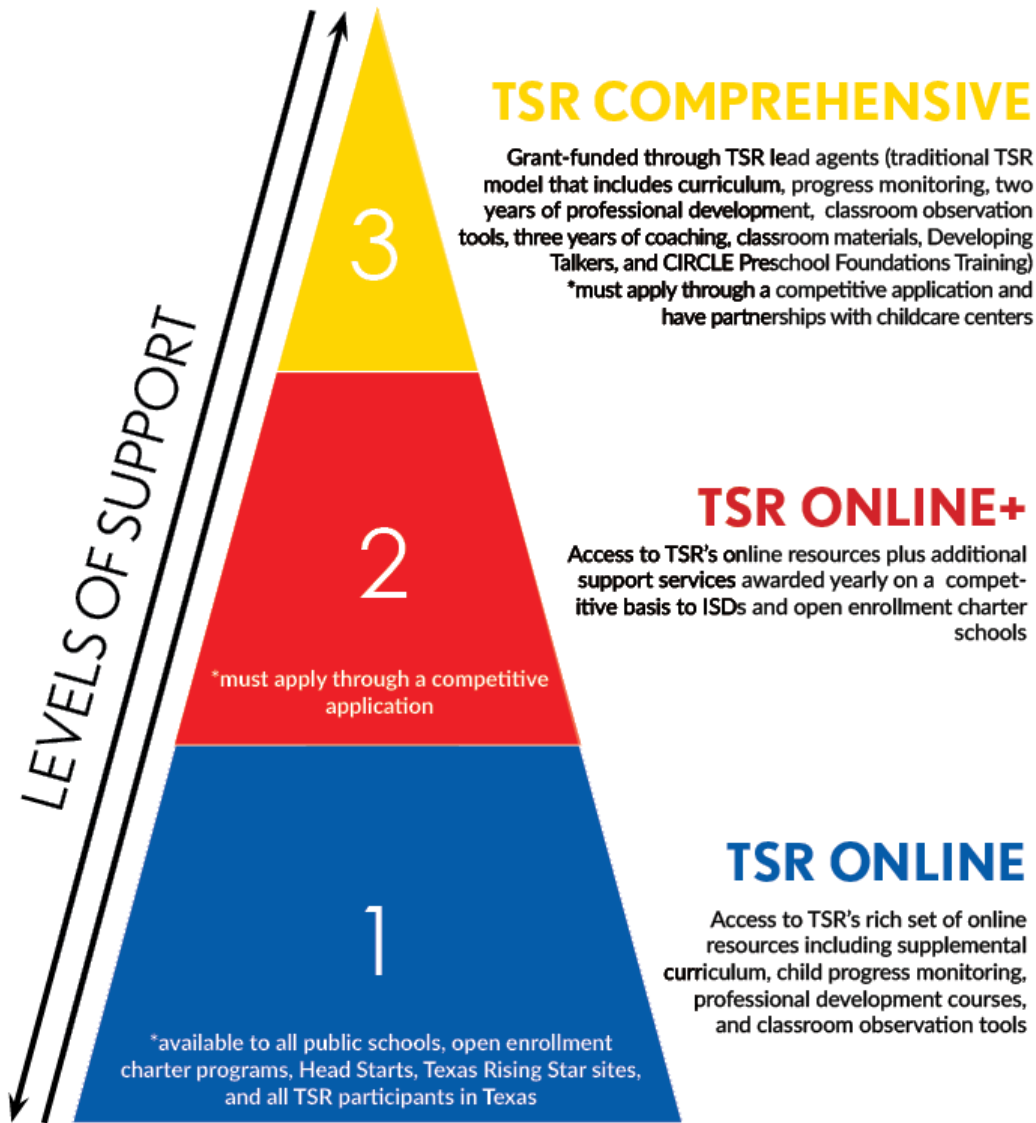 LEVELS OF SUPPORT
3
TSR COMPREHENSIVE
Grant-funded through TSR lead agents (traditional TSR
model that includes curriculum, progress monitoring, two
years of professional development, classroom observation
tools, three years of coaching, classroom materials, Developing
Talkers, and CIRCLE Preschool Foundations Training)
*must apply through a competitive application and
have partnerships with childcare centers
2
*must apply through a competitive
application
TSR ONLINE+
Access to TSR's online resources plus additional
support services awarded yearly on a compet-
itive basis to ISDs and open enrollment charter
schools
1
*available to all public schools, open enrollment
charter programs, Head Starts, Texas Rising Star sites,
and all TSR participants in Texas
TSR ONLINE
Access to TSR's rich set of online
resources including supplemental
curriculum, child progress monitoring,
professional development courses,
and classroom observation tools